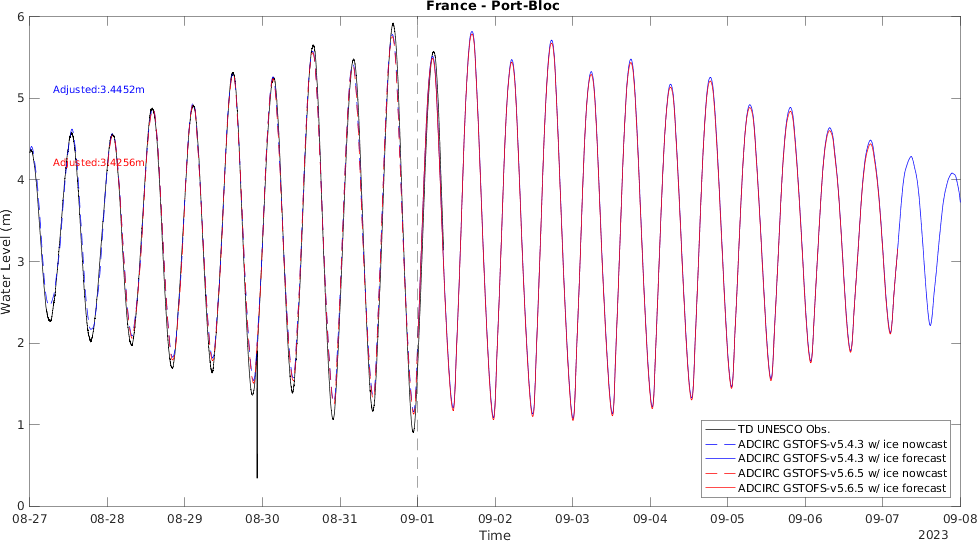 France - Port-Bloc
6
5
4
3
2
1
0
Water Level (m)
Adjusted:3.4452m
Adjusted:3.4256m
TD UNESCO Obs.
ADCIRC GSTOFS-v5.4.3 w/ ice nowcast
ADCIRC GSTOFS-v5.4.3 w/ ice forecast
ADCIRC GSTOFS-v5.6.5 w/ ice nowcast
ADCIRC GSTOFS-v5.6.5 w/ ice forecast
08-27 08-28 08-29 08-30 08-31 09-01 09-02 09-03 09-04 09-05 09-06 09-07 09-08
Time
2023